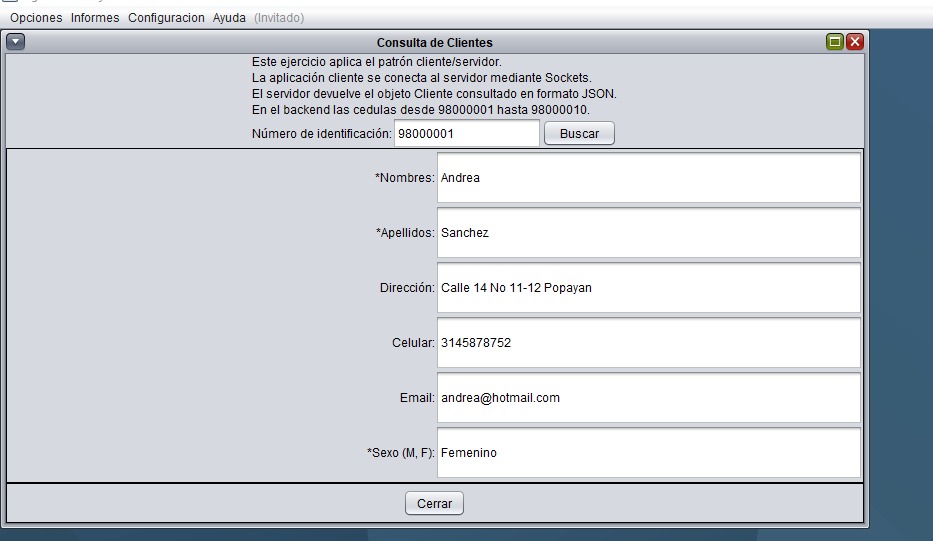 Opciones Informes Configuracion Ayuda (Invitado)
Consulta de Clientes
Este ejercicio aplica el patrón cliente/servidor.
La aplicación cliente se conecta al servidor mediante Sockets.
El servidor devuelve el objeto Cliente consultado en formato JSON.
En el backend las cedulas desde 98000001 hasta 98000010.
Número de identificación: 98000001 Buscar
*Nombres: Andrea
*Apellidos: Sanchez
Dirección: Calle 14 No 11-12 Popayan
Celular: 3145878752
Email: andrea@hotmail.com
*Sexo (M, F): Femenino
Cerrar